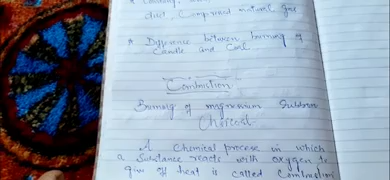 diet, Compressed natural gas
* Difference between burning of
Candle and Coal
Combustion
Burning of magnesium
Charcoal
A Chemical process in which
a substance reacts with oxygen to
give off heat is called Combustion